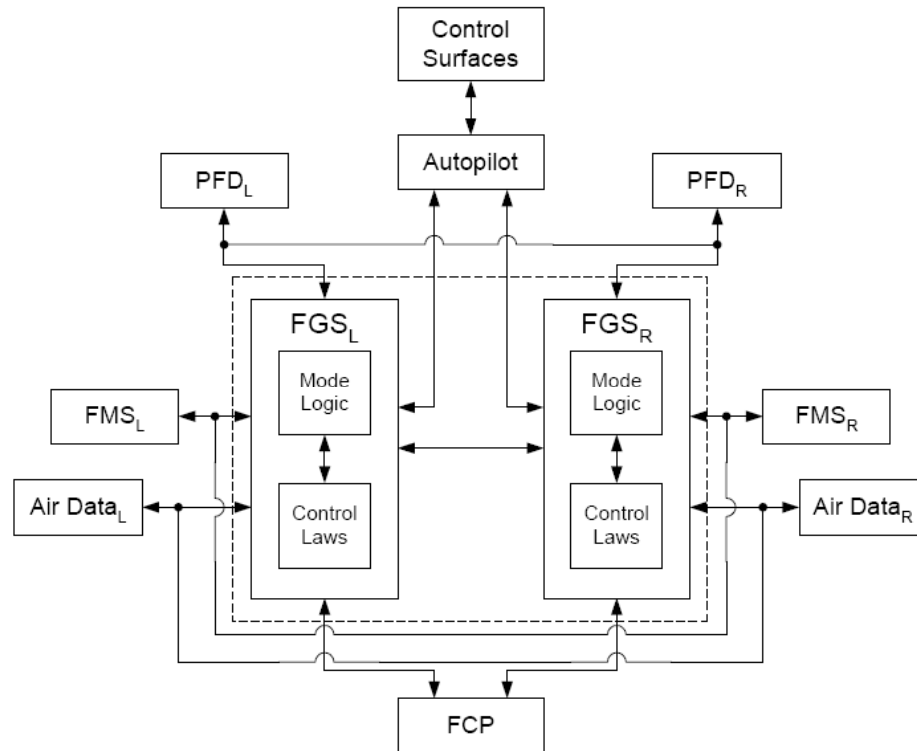 Control
Surfaces
Autopilot
PFD_L
PFD_R
FGS_L
FGS_R
Mode
Logic
Mode
Logic
FMS_L
FMS_R
Air Data_L
Control
Laws
Control
Laws
Air Data_R
FCP